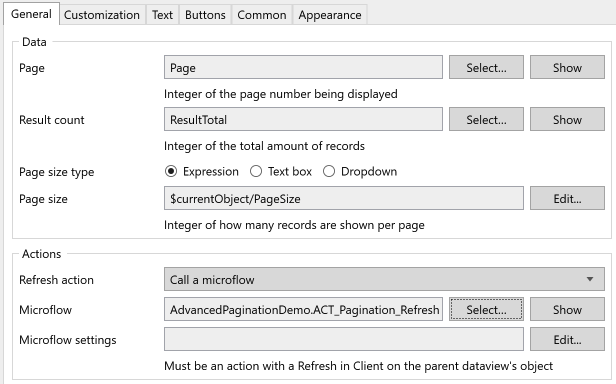 General Customization Text Buttons Common Appearance
Data
Page Page Select... Show
Integer of the page number being displayed
Result count ResultTotal Select... Show
Integer of the total amount of records
Page size type Expression Text box Dropdown
Page size $currentObject/PageSize Edit...
Integer of how many records are shown per page
Actions
Refresh action Call a microflow
Microflow AdvancedPaginationDemo.ACT_Pagination_Refresh Select... Show
Microflow settings Edit...
Must be an action with a Refresh in Client on the parent dataview's object